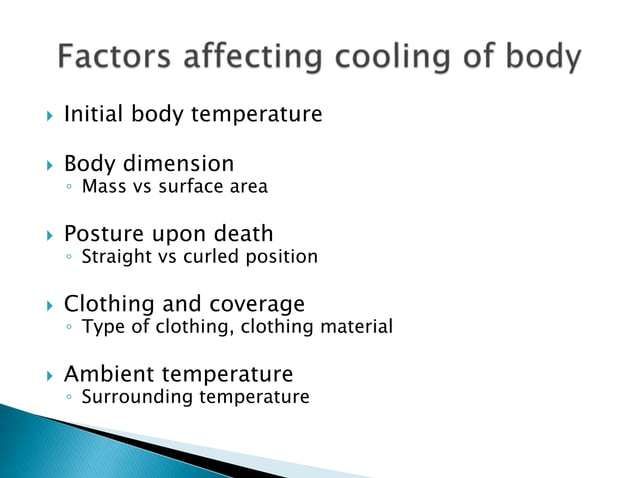 Factors affecting cooling of body
Initial body temperature
Body dimension
Mass vs surface area
Posture upon death
Straight vs curled position
Clothing and coverage
Type of clothing, clothing material
Ambient temperature
Surrounding temperature